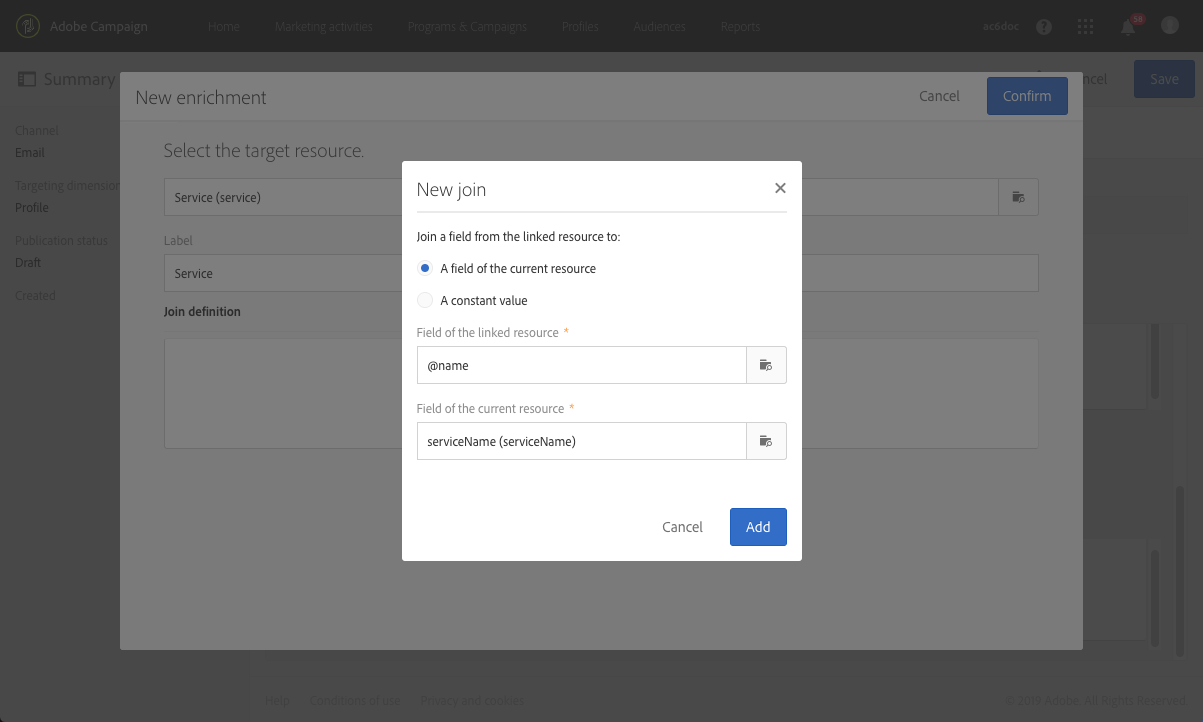 Adobe Campaign Home Marketing activities Programs & Campaigns Profiles Audiences Reports ac6doc ? 58
Summary
ncel Save
New enrichment Cancel Confirm
Channel
Email
Targeting dimension
Profile
Publication status
Draft
Created
Select the target resource.
Service (service)
Label
Service
Join definition
New join
Join a field from the linked resource to:
A field of the current resource
A constant value
Field of the linked resource *
@name
Field of the current resource *
serviceName (serviceName)
Cancel Add
Help Conditions of use Privacy and cookies © 2019 Adobe. All Rights Reserved